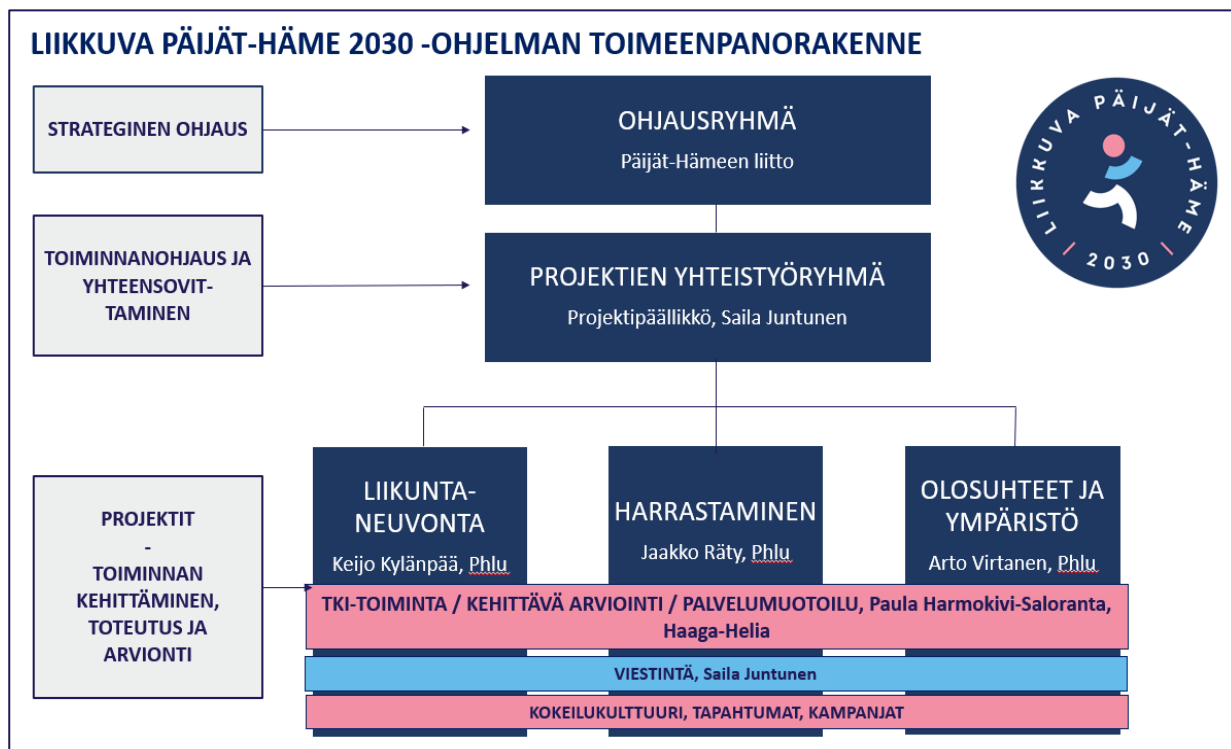 LIIKKUVA PÄIJÄT-HÄME 2030 -OHJELMAN TOIMEENPANORAKENNE
STRATEGINEN OHJAUS
OHJAUSRYHMÄ
Päijät-Hämeen liitto
LIIKKUVA PÄIJÄT-HÄME
2030
TOIMINNANOHJAUS JA
YHTEENSOVIT-
TAMINEN
PROJEKTIEN YHTEISTYÖRYHMÄ
Projektipäällikkö, Saila Juntunen
PROJEKTIT
-
TOIMINNAN
KEHITTÄMINEN,
TOTEUTUS JA
ARVIONTI
LIIKUNTA-
NEUVONTA
Keijo Kylänpää, Phlu
HARRASTAMINEN
Jaakko Räty, Phlu
OLOSUHTEET JA
YMPÄRISTÖ
Arto Virtanen, Phlu
TKI-TOIMINTA / KEHITTÄVÄ ARVIOINTI / PALVELUMUOTOILU, Paula Harmokivi-Saloranta,
Haaga-Helia
VIESTINTÄ, Saila Juntunen
KOKEILUKULTTUURI, TAPAHTUMAT, KAMPANJAT